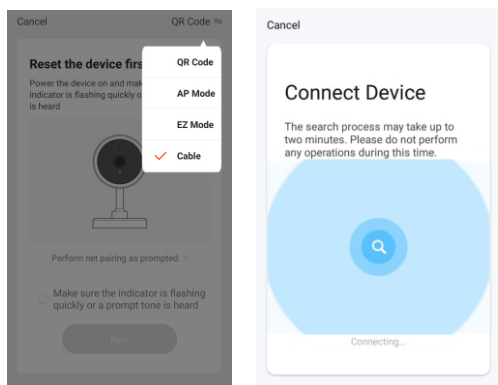 Cancel
QR Code
Reset the device firs
Power the device on and mak
indicator is flashing quickly o
is heard
QR Code
AP Mode
EZ Mode
Cable
Perform net pairing as prompted.
Make sure the indicator is flashing
quickly or a prompt tone is heard
Next
Cancel
Connect Device
The search process may take up to
two minutes. Please do not perform
any operations during this time.
Connecting...